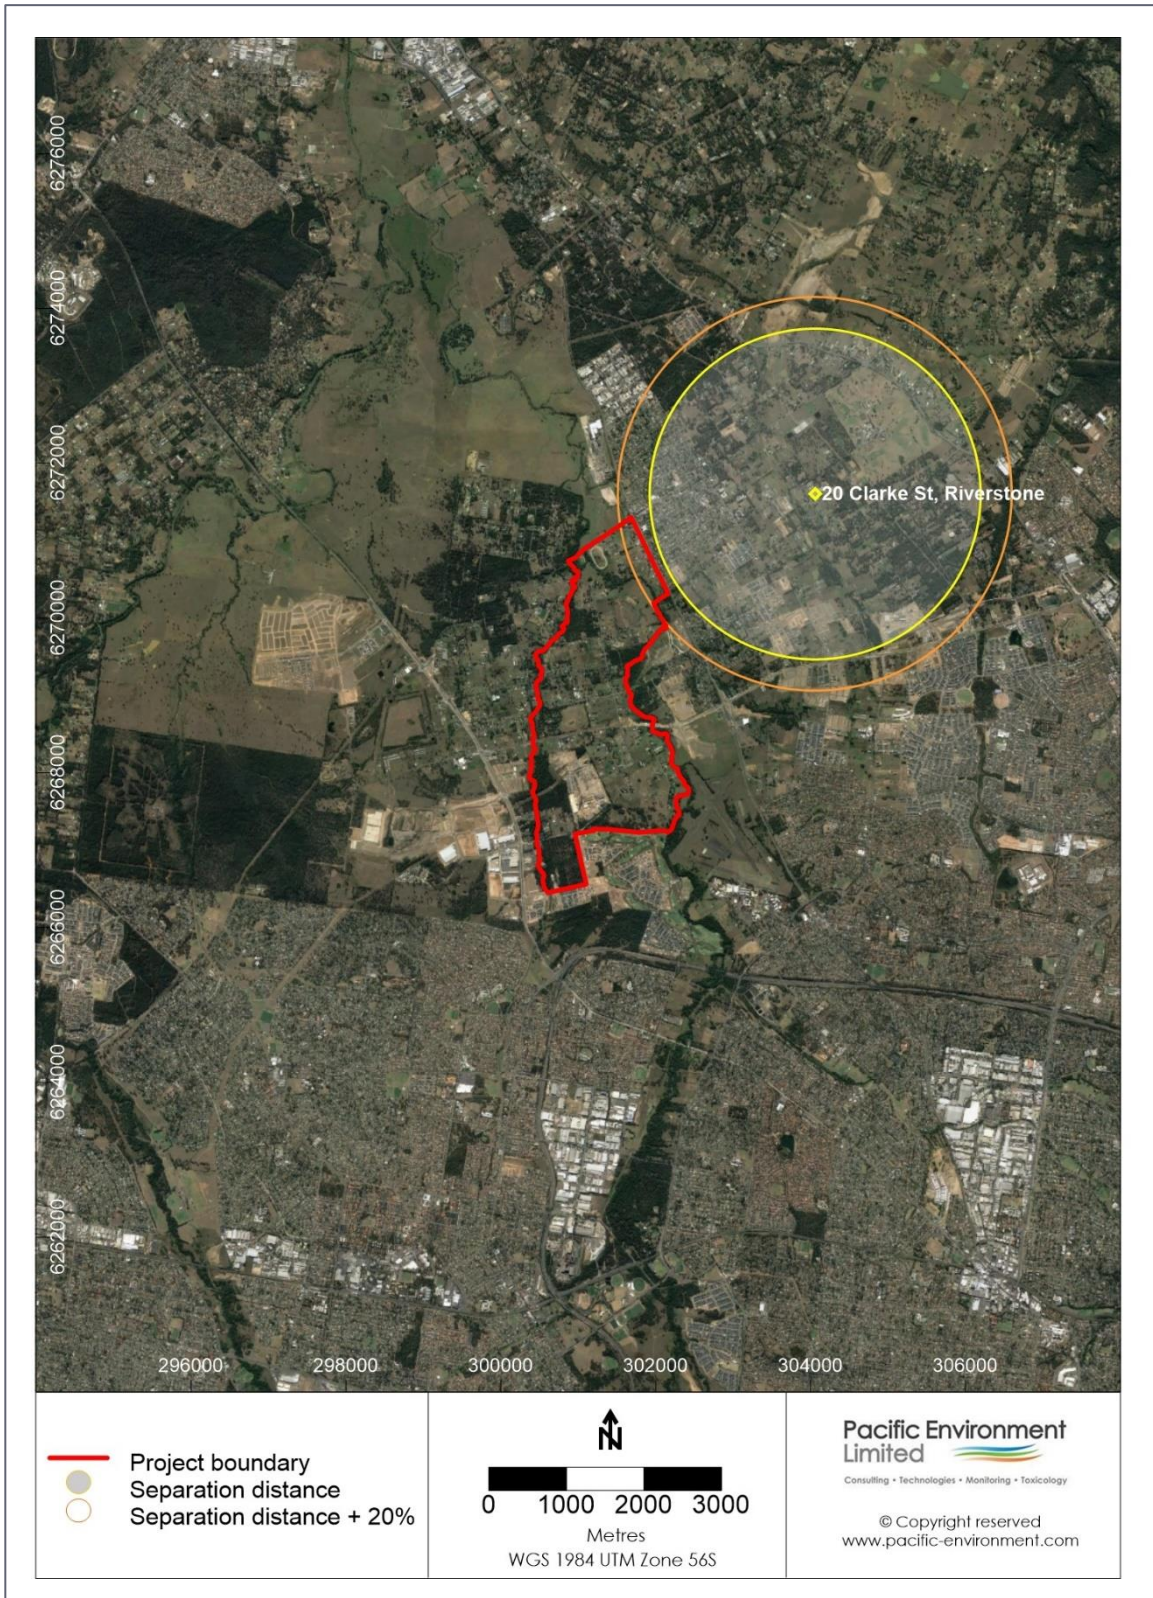 6276000
6274000
6272000
6270000
6268000
6266000
6264000
6262000
20 Clarke St, Riverstone
296000 298000 300000 302000 304000 306000
Project boundary
Separation distance
Separation distance + 20%
N
0 1000 2000 3000
Metres
WGS 1984 UTM Zone 56S
Pacific Environment
Limited
Consulting • Technologies • Monitoring • Toxicology
© Copyright reserved
www.pacific-environment.com